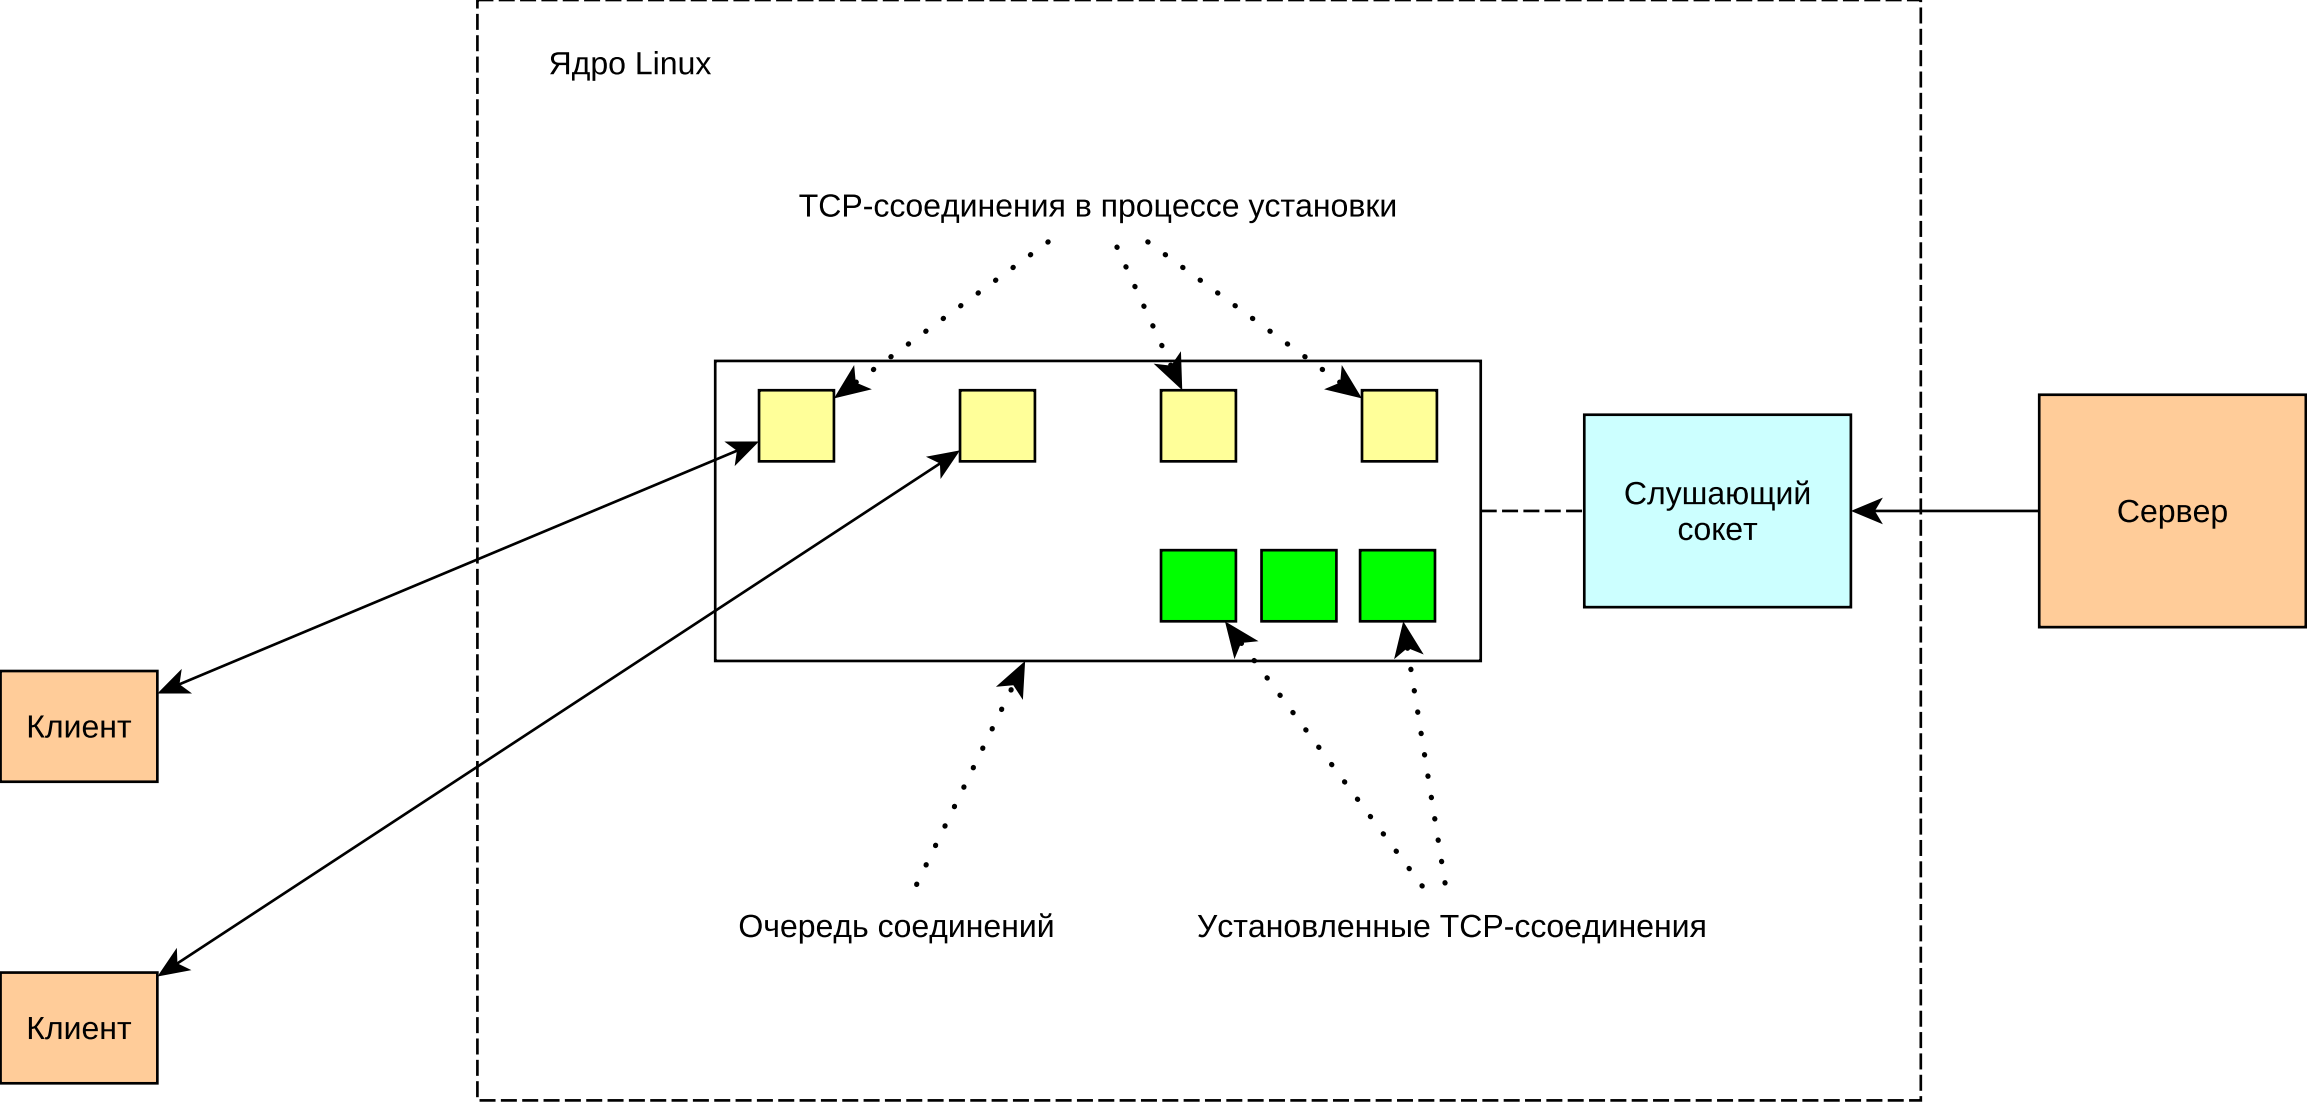 Ядро Linux
TCP-ссоединения в процессе установки
Слушающий
сокет
Сервер
Клиент
Очередь соединений
Установленные TCP-ссоединения
Клиент